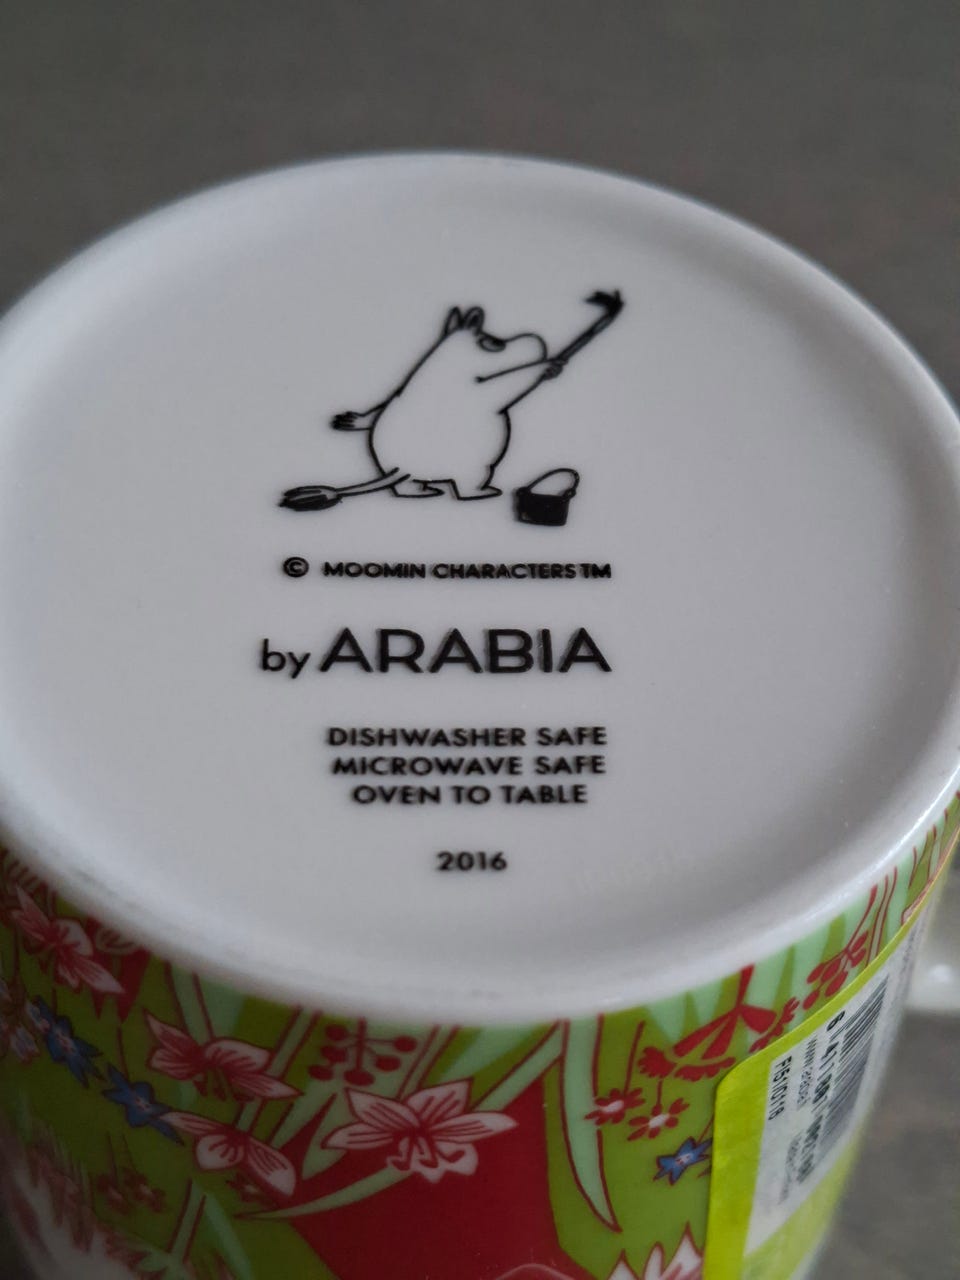 © MOOMIN CHARACTERS TM
by ARABIA
DISHWASHER SAFE
MICROWAVE SAFE
OVEN TO TABLE
2016